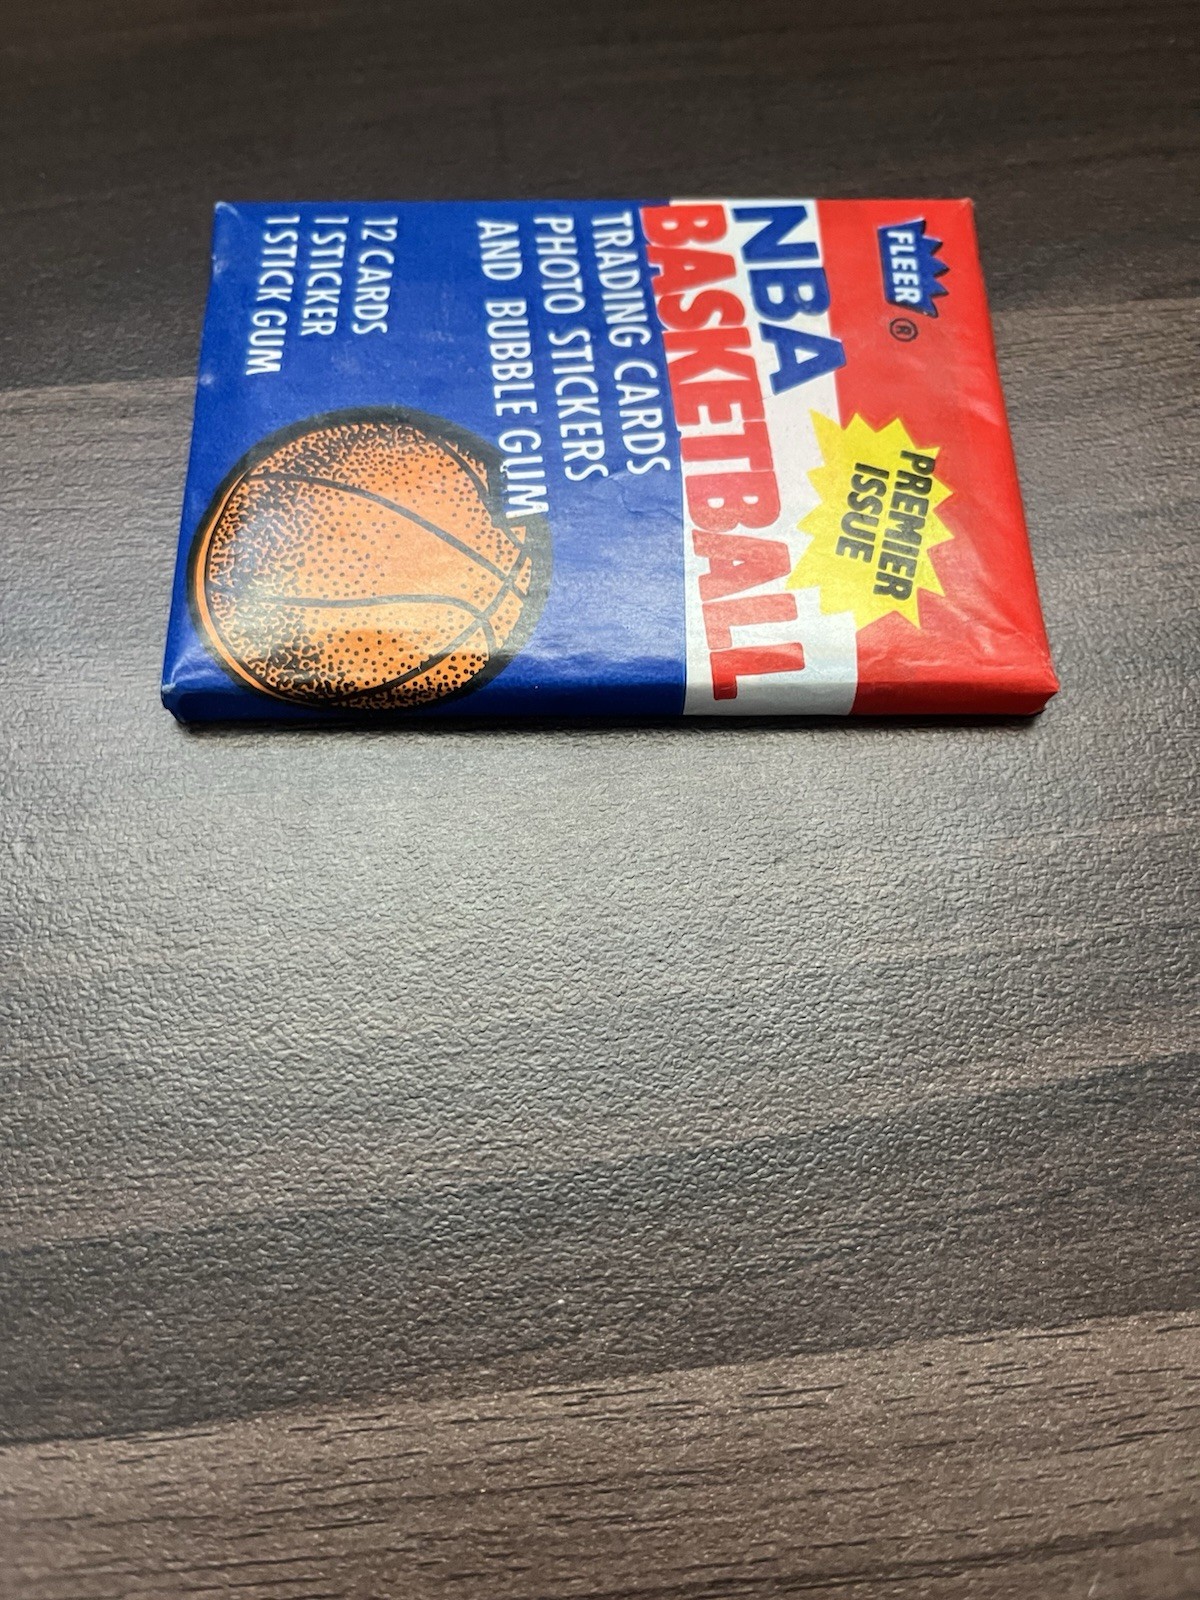 FLEER ®
PREMIER
ISSUE
NBA
BASKETBALL
TRADING CARDS
PHOTO STICKERS
AND BUBBLE GUM
12 CARDS
1 STICKER
1 STICK GUM